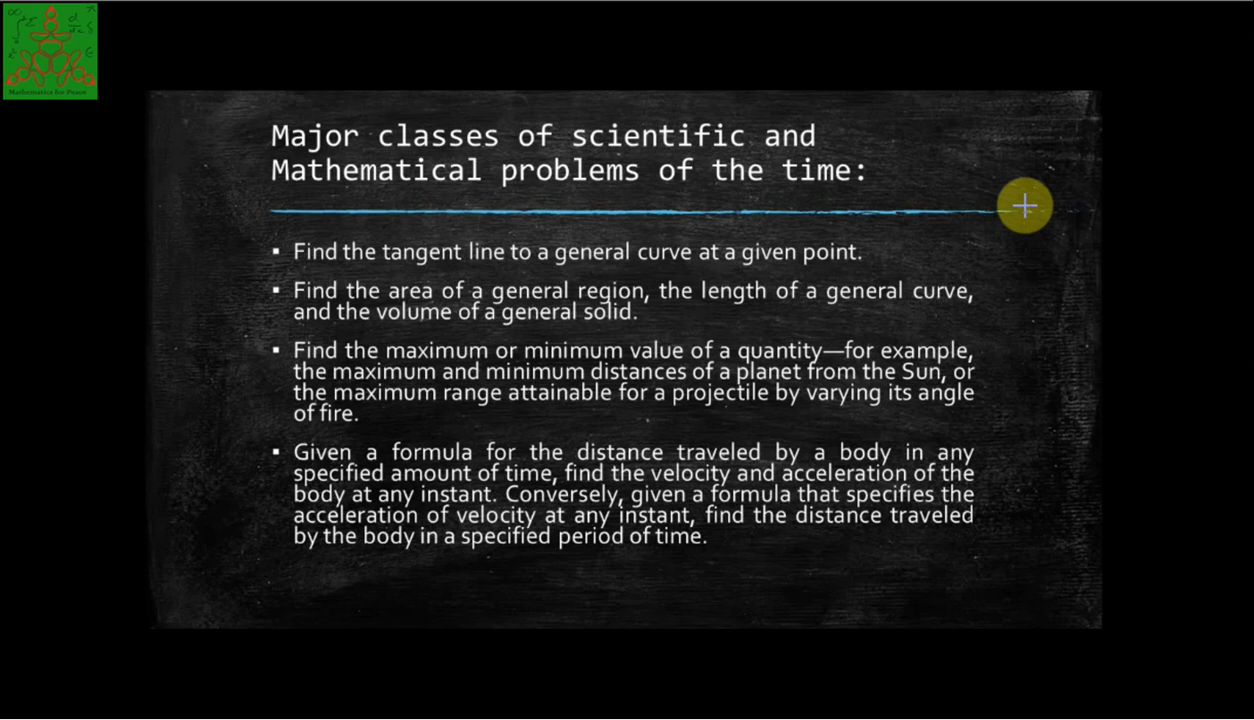 Mathematics for Peace
Major classes of scientific and
Mathematical problems of the time:
▪ Find the tangent line to a general curve at a given point.
▪ Find the area of a general region, the length of a general curve,
and the volume of a general solid.
▪ Find the maximum or minimum value of a quantity—for example,
the maximum and minimum distances of a planet from the Sun, or
the maximum range attainable for a projectile by varying its angle
of fire.
▪ Given a formula for the distance traveled by a body in any
specified amount of time, find the velocity and acceleration of the
body at any instant. Conversely, given a formula that specifies the
acceleration of velocity at any instant, find the distance traveled
by the body in a specified period of time.